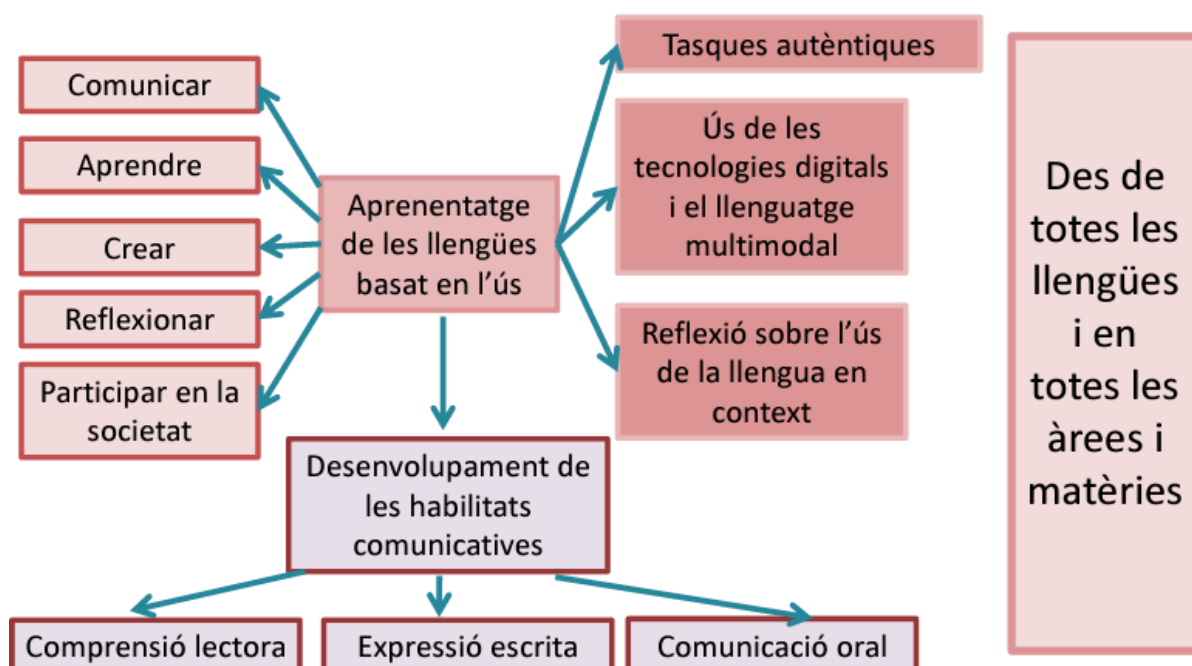 Comunicar
Aprendre
Crear
Reflexionar
Participar en la
societat
Aprenentatge
de les llengües
basat en l'ús
Tasques autèntiques
Ús de les
tecnologies digitals
i el llenguatge
multimodal
Reflexió sobre l'ús
de la llengua en
context
Desenvolupament de
les habilitats
comunicatives
Comprensió lectora
Expressió escrita
Comunicació oral
Des de
totes les
llengües
i en
totes les
àrees i
matèries